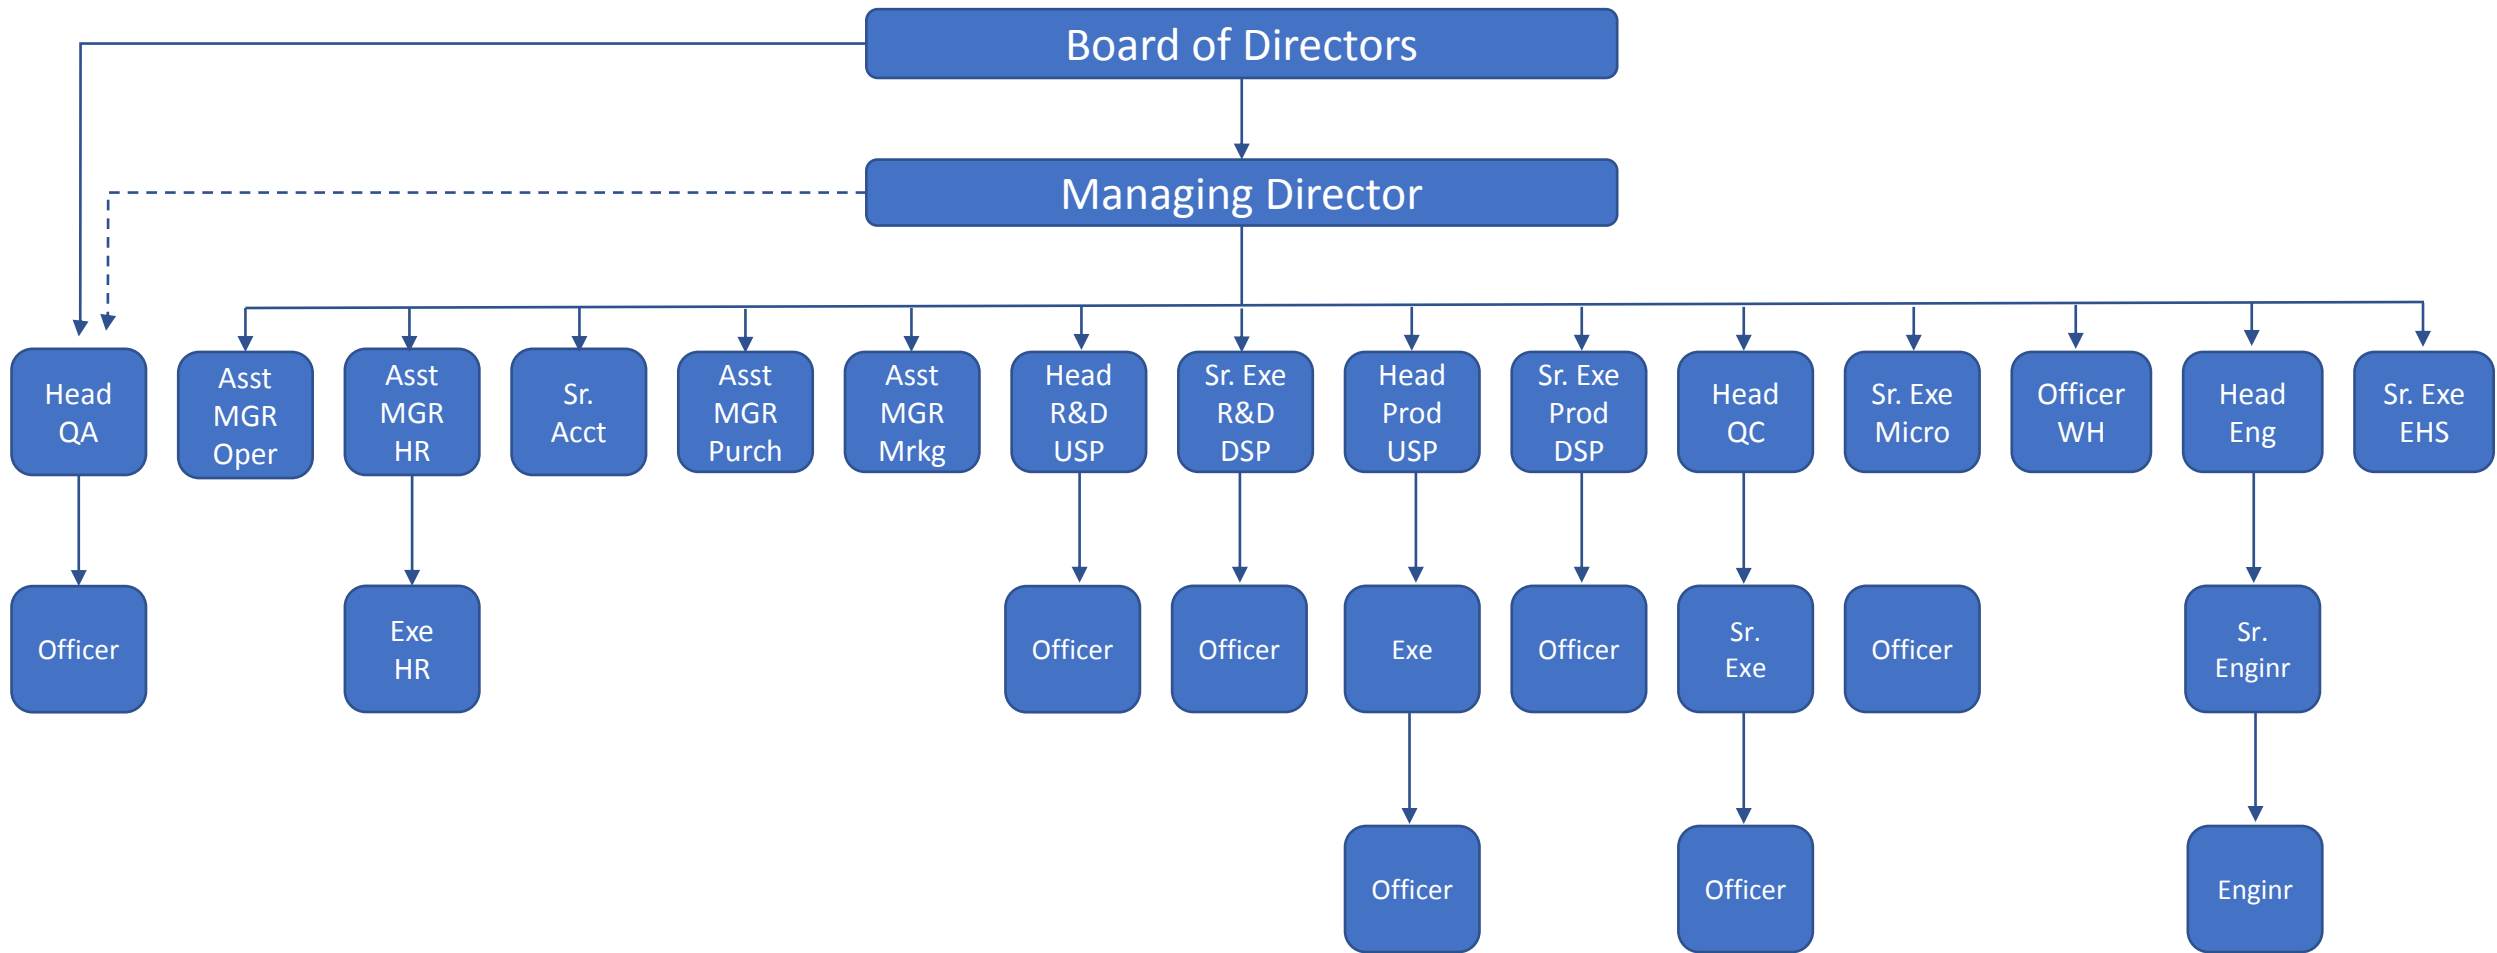 Board of Directors
Managing Director
Head
QA
Asst
MGR
Oper
Asst
MGR
HR
Sr.
Acct
Asst
MGR
Purch
Asst
MGR
Mrkg
Head
R&D
USP
Sr. Exe
R&D
DSP
Head
Prod
USP
Sr. Exe
Prod
DSP
Head
QC
Sr. Exe
Micro
Officer
WH
Head
Eng
Sr. Exe
EHS
Officer
Exe
HR
Officer
Officer
Exe
Officer
Sr.
Exe
Officer
Sr.
Enginr
Officer
Officer
Enginr